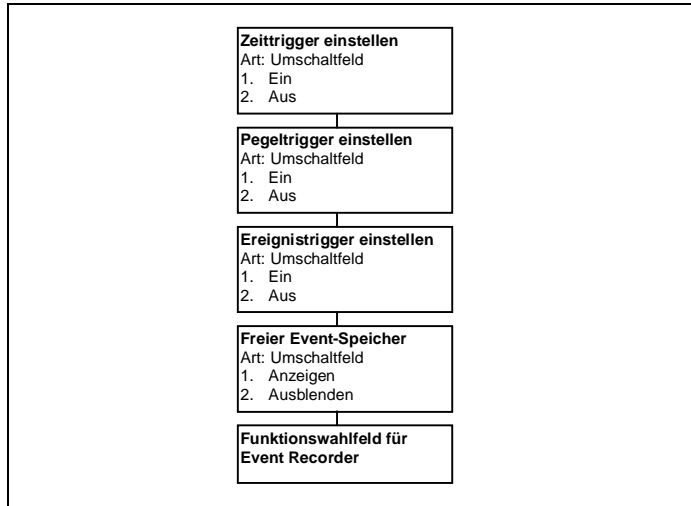 Zeittrigger einstellen
Art: Umschaltfeld
1. Ein
2. Aus
Pegeltrigger einstellen
Art: Umschaltfeld
1. Ein
2. Aus
Ereignistrigger einstellen
Art: Umschaltfeld
1. Ein
2. Aus
Freier Event-Speicher
Art: Umschaltfeld
1. Anzeigen
2. Ausblenden
Funktionswahlfeld für
Event Recorder